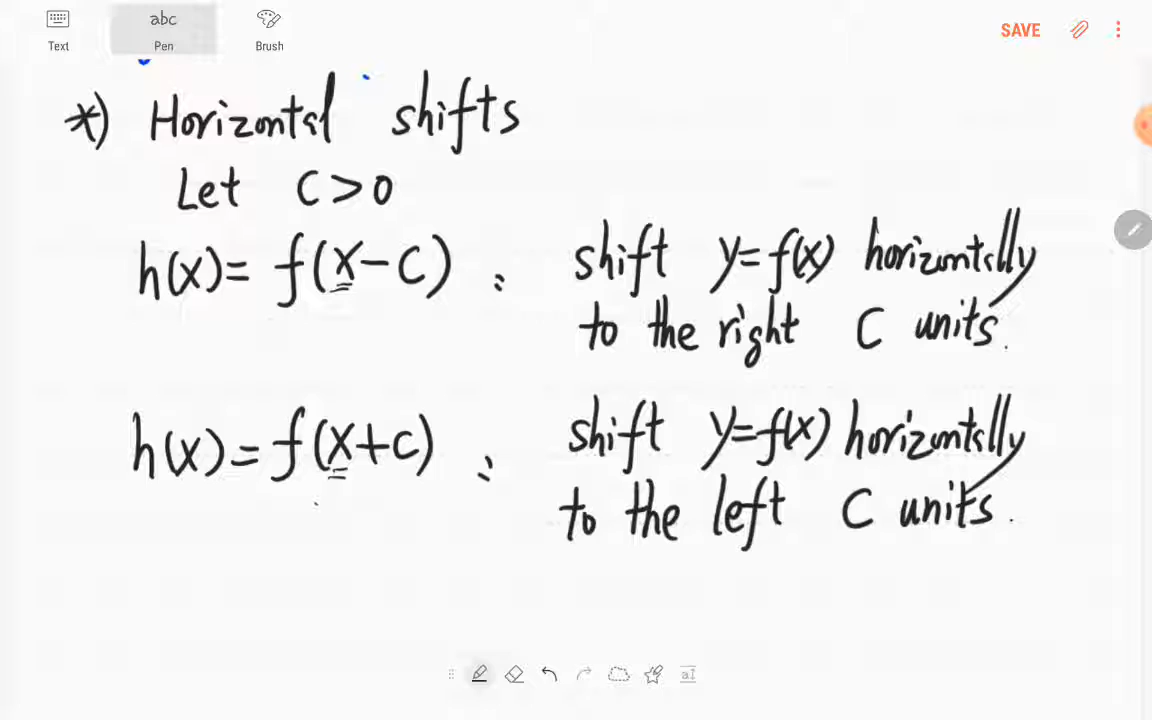 abc
Text Pen Brush SAVE
*) Horizontal shifts
Let C>0
h(x)= f(x-c) : shift y=f(x) horizontally
to the right C units.
h(x)= f(x+c) : shift y=f(x) horizontally
to the left C units.